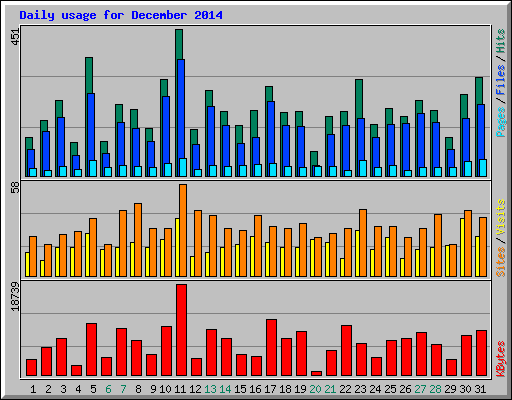 Daily usage for December 2014
451
Pages / Files / Hits
58
Sites / Visits
18739
KBytes
1 2 3 4 5 6 7 8 9 10 11 12 13 14 15 16 17 18 19 20 21 22 23 24 25 26 27 28 29 30 31